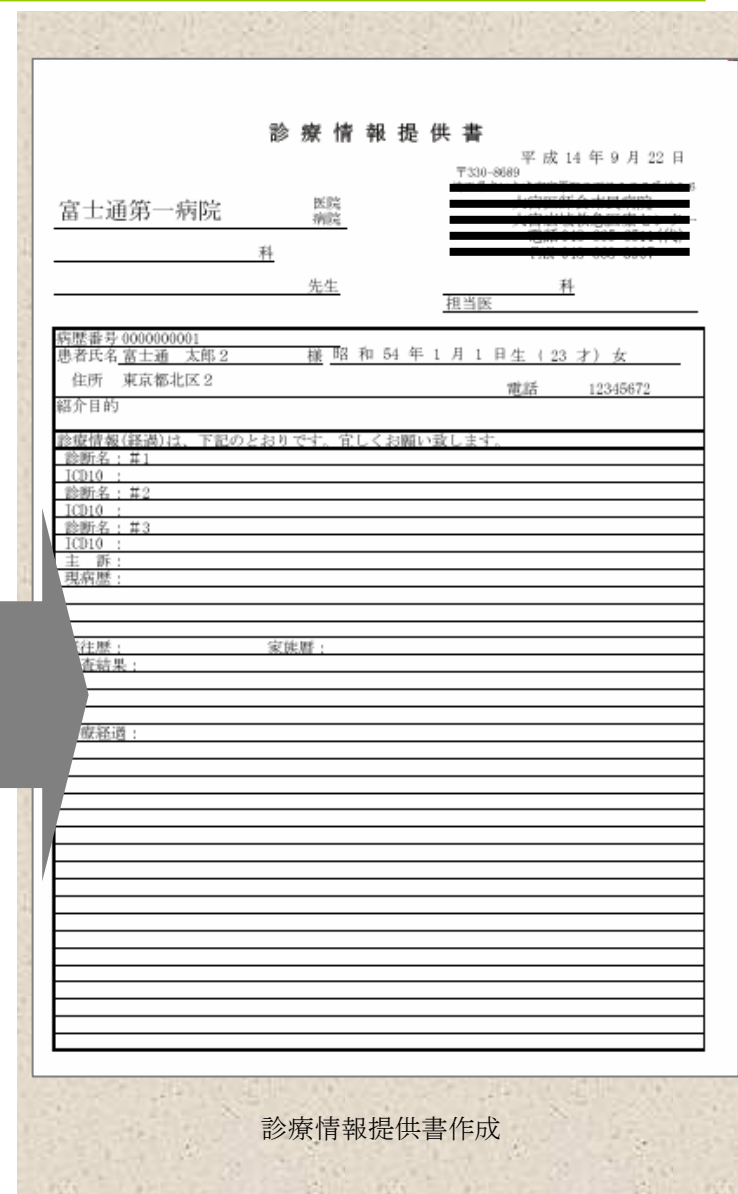 診療情報提供書
平成 14 年 9 月 22 日
〒330-8689
富士通第一病院 医院
病院
科
先生 科
担当医
病歴番号 0000000001
患者氏名 富士通 太郎2 様 昭和 54 年 1 月 1 日生 ( 23 才) 女
住所 東京都北区2 電話 12345672
紹介目的
診療情報(経過)は、下記のとおりです。宜しくお願い致します。
診断名:#1
ICD10 :
診断名:#2
ICD10 :
診断名:#3
ICD10 :
主 訴:
現病歴:
往歴: 家族暦:
査結果:
療経過:
診療情報提供書作成